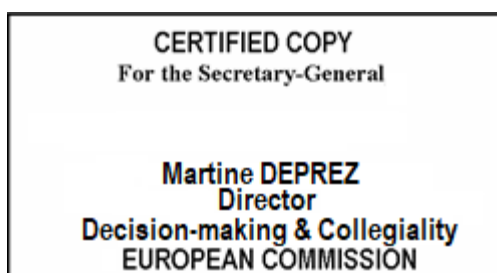 CERTIFIED COPY
For the Secretary-General
Martine DEPREZ
Director
Decision-making & Collegiality
EUROPEAN COMMISSION